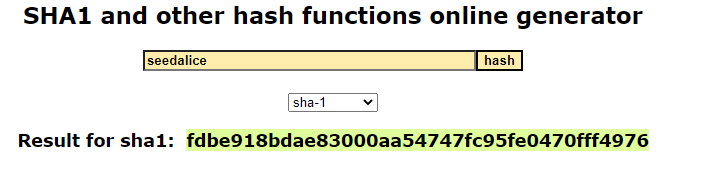 SHA1 and other hash functions online generator
seedalice hash
sha-1
Result for sha1: fdbe918bdae83000aa54747fc95fe0470fff4976